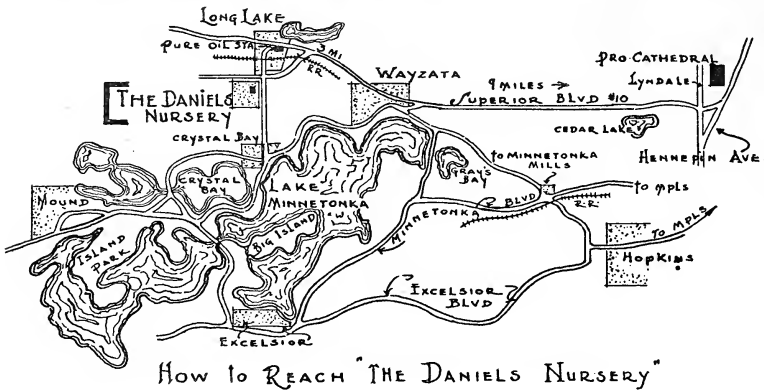 LONG LAKE
PURE OIL STA.
3 MI
R.R.
WAYZATA
9 MILES →
SUPERIOR BLVD #10
PRO-CATHEDRAL
LYNDALE
THE DANIELS
NURSERY
CEDAR LAKE
HENNEPIN AVE
CRYSTAL BAY
CRYSTAL
BAY
LAKE
MINNETONKA
GRAY'S
BAY
to MINNETONKA
MILLS
to MPLS
MOUND
BIG ISLAND
MINNETONKA BLVD
R.R.
TO MPLS
HOPKINS
ISLAND
PARK
EXCELSIOR
BLVD
EXCELSIOR
HOW to REACH "THE DANIELS NURSERY"